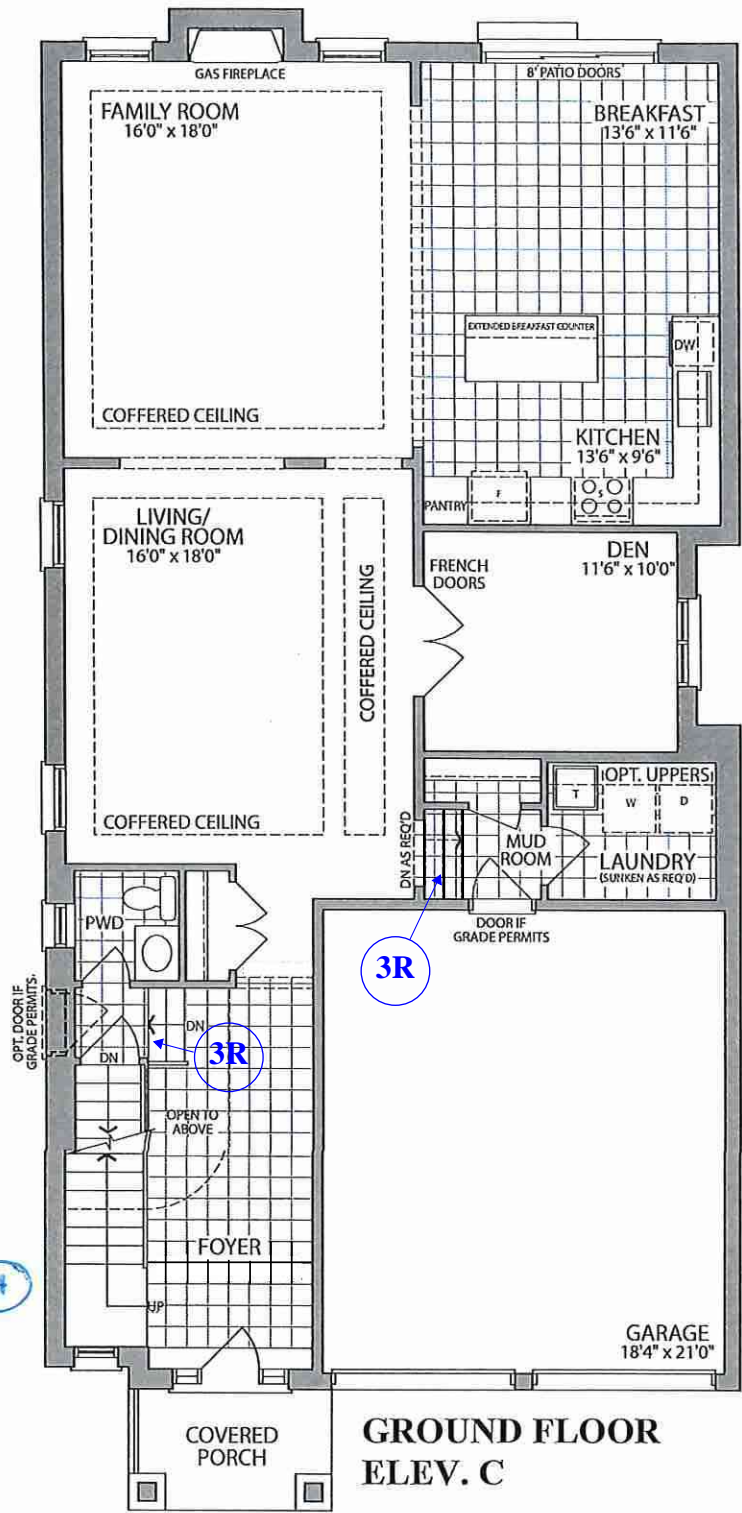 GAS FIREPLACE
8' PATIO DOORS
FAMILY ROOM
16'0" x 18'0"
BREAKFAST
13'6" x 11'6"
EXTENDED BREAKFAST COUNTER
DW
COFFERED CEILING
KITCHEN
13'6" x 9'6"
PANTRY
F
S
LIVING/
DINING ROOM
16'0" x 18'0"
FRENCH
DOORS
DEN
11'6" x 10'0"
COFFERED CEILING
COFFERED CEILING
OPT. UPPERS
T
W
D
DN AS REQ'D
MUD
ROOM
LAUNDRY
(SUNKEN AS REQ'D)
PWD
DOOR IF
GRADE PERMITS
3R
OPT. DOOR IF
GRADE PERMITS.
DN
DN
3R
OPEN TO
ABOVE
FOYER
UP
GARAGE
18'4" x 21'0"
COVERED
PORCH
GROUND FLOOR
ELEV. C